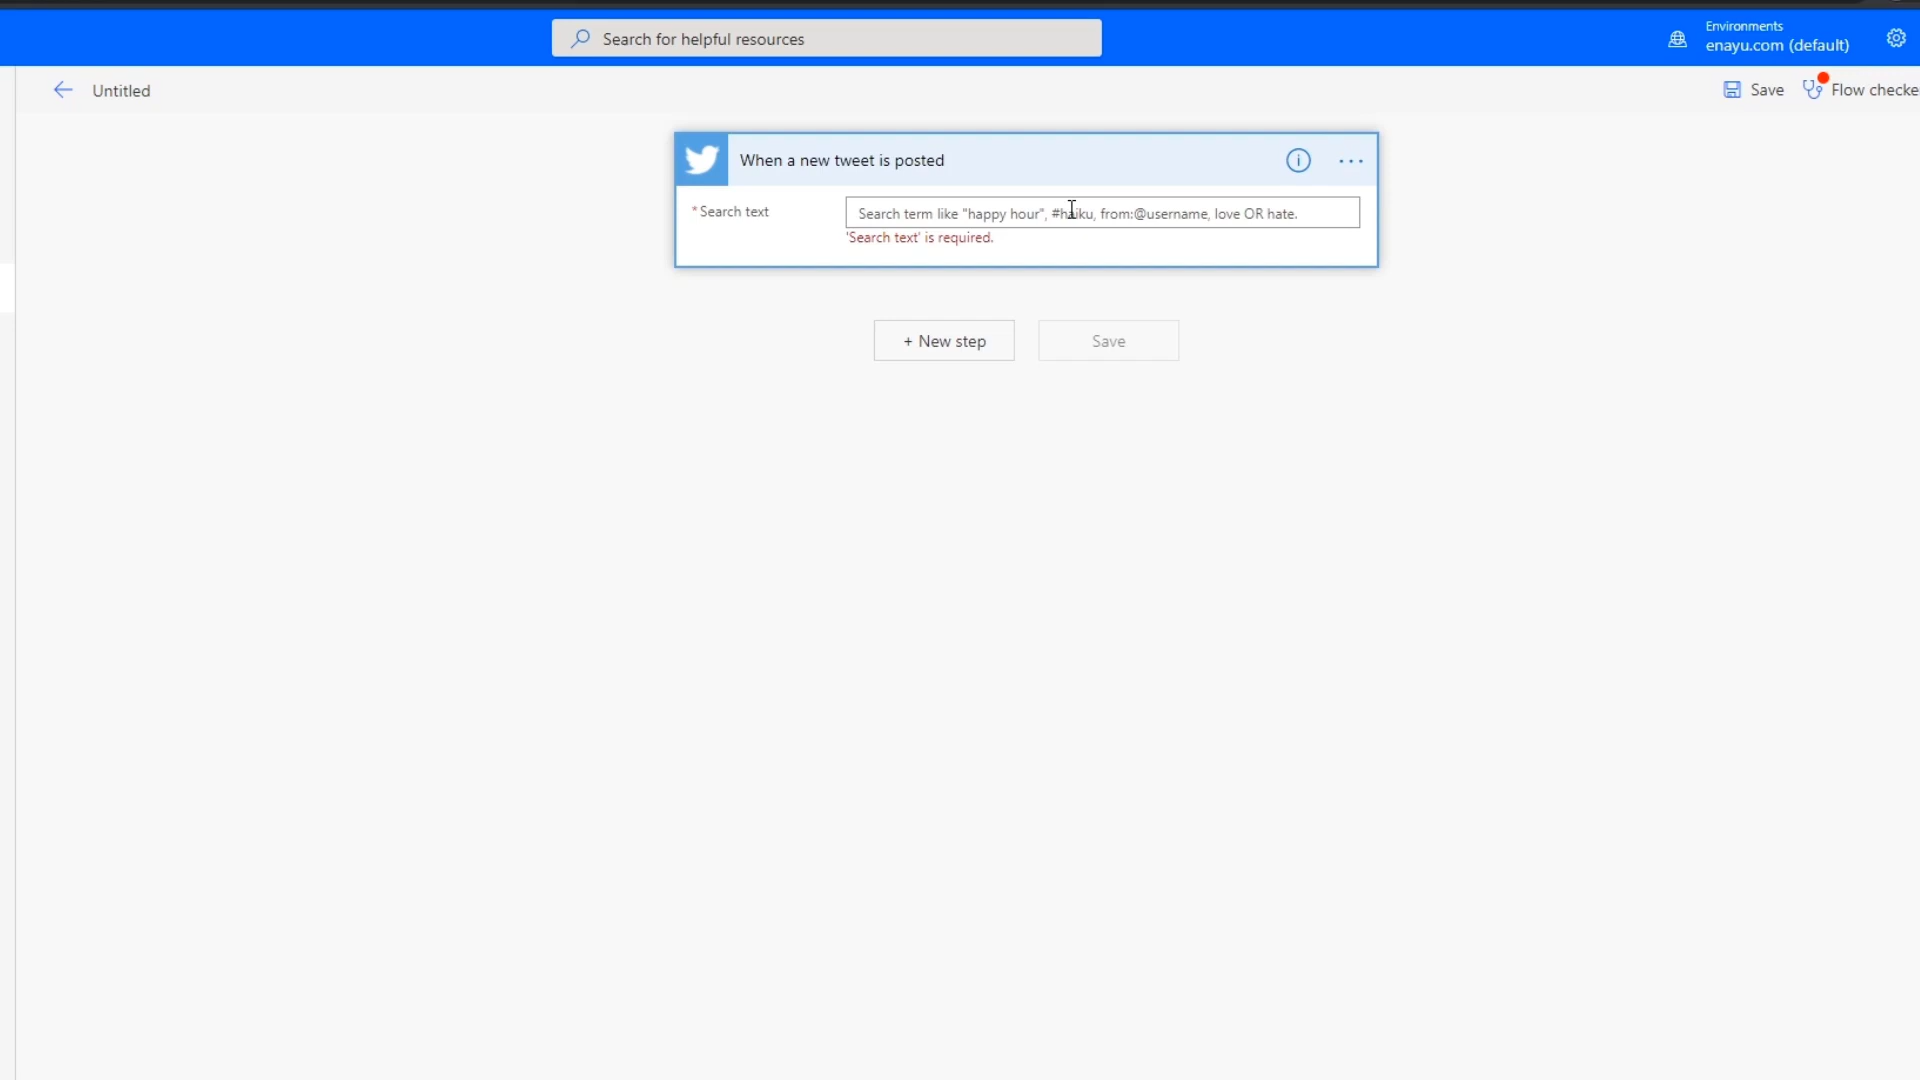 Search for helpful resources
Environments
enayu.com (default)
Untitled
Save
Flow checke
When a new tweet is posted
* Search text
Search term like "happy hour", #haiku, from:@username, love OR hate.
'Search text' is required.
+ New step
Save